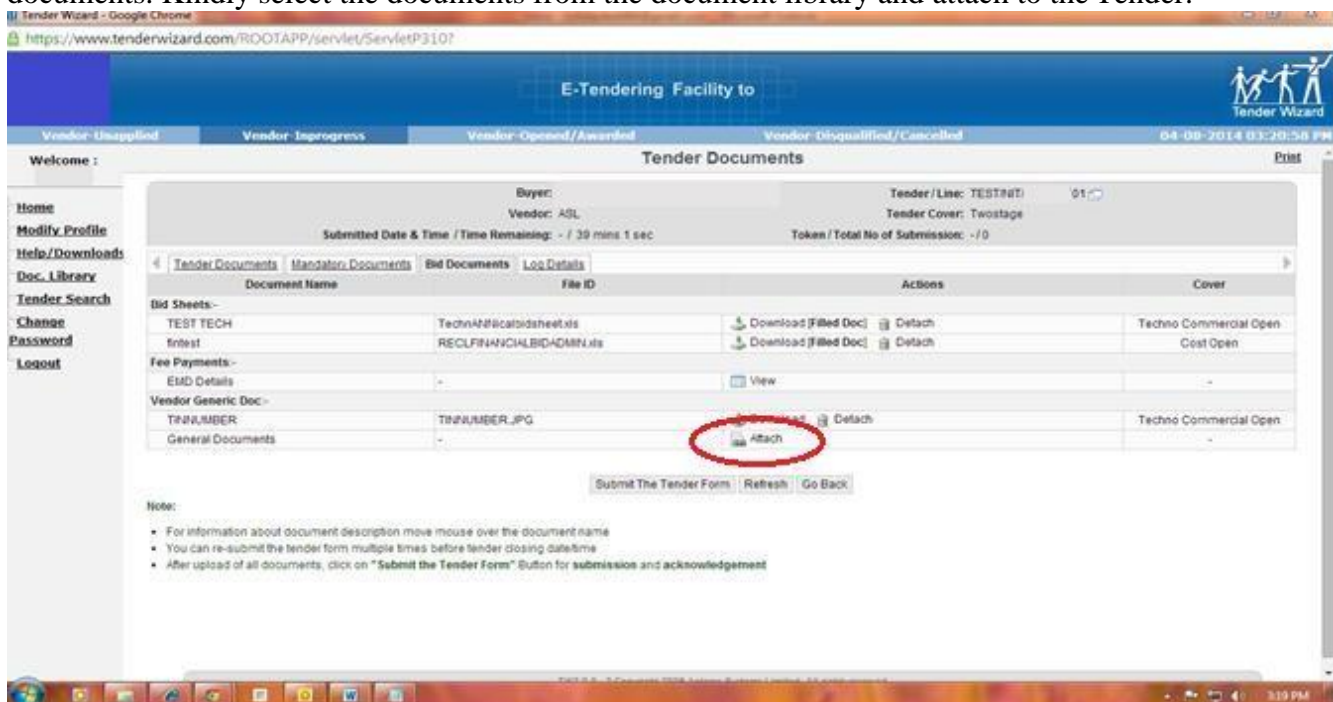 documents. Kindly select the documents from the document library and attach to the Tender.
Tender Wizard - Google Chrome
https://www.tenderwizard.com/ROOTAPP/servlet/ServletP310?
E-Tendering Facility to
Tender Wizard
Vendor-Unapplied Vendor-Inprogress Vendor-Opened/Awarded Vendor-Disqualified/Cancelled 04-08-2014 03:20:58 PM
Welcome : Tender Documents Print
Buyer: Tender/Line: 01
Vendor: ASL Tender Cover: Twostage
Submitted Date & Time / Time Remaining: - / 39 mins 1 sec Token / Total No of Submission: - / 0
Home
Modify Profile
Help/Downloads
Doc. Library
Tender Search
Change
Password
Logout
Tender Documents Mandatory Documents Bid Documents Log Details
Document Name File ID Actions Cover
Bid Sheets:-
TEST TECH Download [Filled Doc] Detach Techno Commercial Open
fintest RECLFINANCIALBIDADMIN.xls Download [Filled Doc] Detach Cost Open
Fee Payments:-
EMD Details - View -
Vendor Generic Doc:-
TINNUMBER TINNUMBER.JPG Download Detach Techno Commercial Open
General Documents - Attach -
Submit The Tender Form Refresh Go Back
Note:
• For information about document description move mouse over the document name
• You can re-submit the tender form multiple times before tender closing date/time
• After upload of all documents, click on "Submit the Tender Form" Button for submission and acknowledgement
3:19 PM